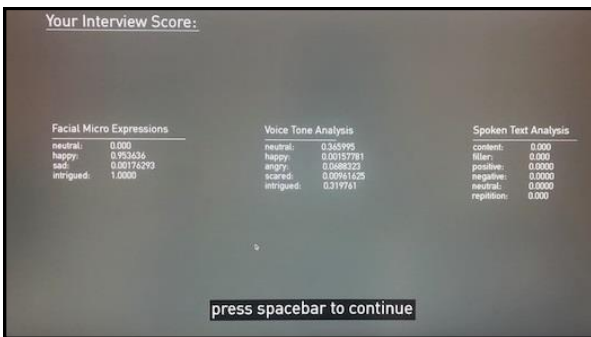 Your Interview Score:
Facial Micro Expressions
neutral: 0.000
happy: 0.953636
sad: 0.00176293
intrigued: 1.0000
Voice Tone Analysis
neutral: 0.365995
happy: 0.00157781
angry: 0.0688323
scared: 0.00961625
intrigued: 0.319761
Spoken Text Analysis
content: 0.000
filler: 0.000
positive: 0.0000
negative: 0.0000
neutral: 0.0000
repitition: 0.000
press spacebar to continue